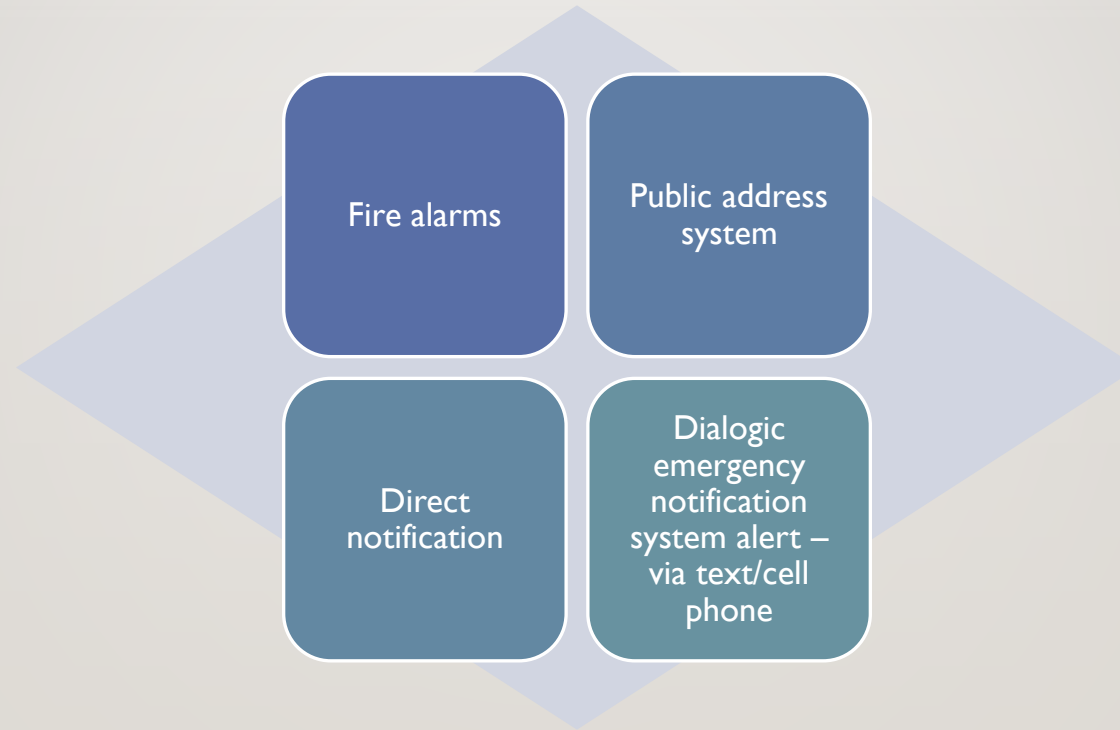 Fire alarms
Public address
system
Direct
notification
Dialogic
emergency
notification
system alert –
via text/cell
phone